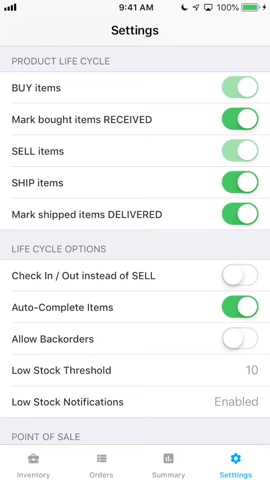 9:41 AM 100%
Settings
PRODUCT LIFE CYCLE
BUY items
Mark bought items RECEIVED
SELL items
SHIP items
Mark shipped items DELIVERED
LIFE CYCLE OPTIONS
Check In / Out instead of SELL
Auto-Complete Items
Allow Backorders
Low Stock Threshold 10
Low Stock Notifications Enabled
POINT OF SALE
Inventory Orders Summary Setttings